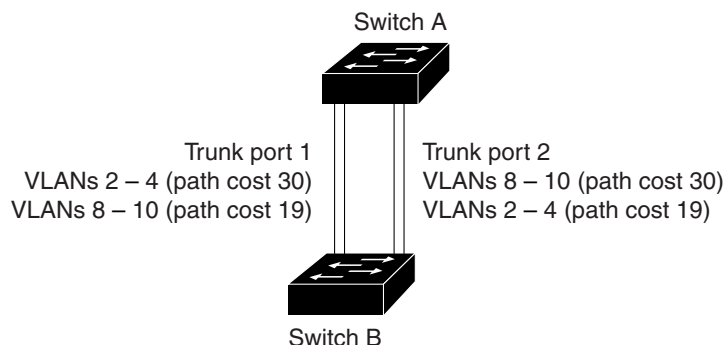 Switch A
Trunk port 1
VLANs 2 – 4 (path cost 30)
VLANs 8 – 10 (path cost 19)
Trunk port 2
VLANs 8 – 10 (path cost 30)
VLANs 2 – 4 (path cost 19)
Switch B